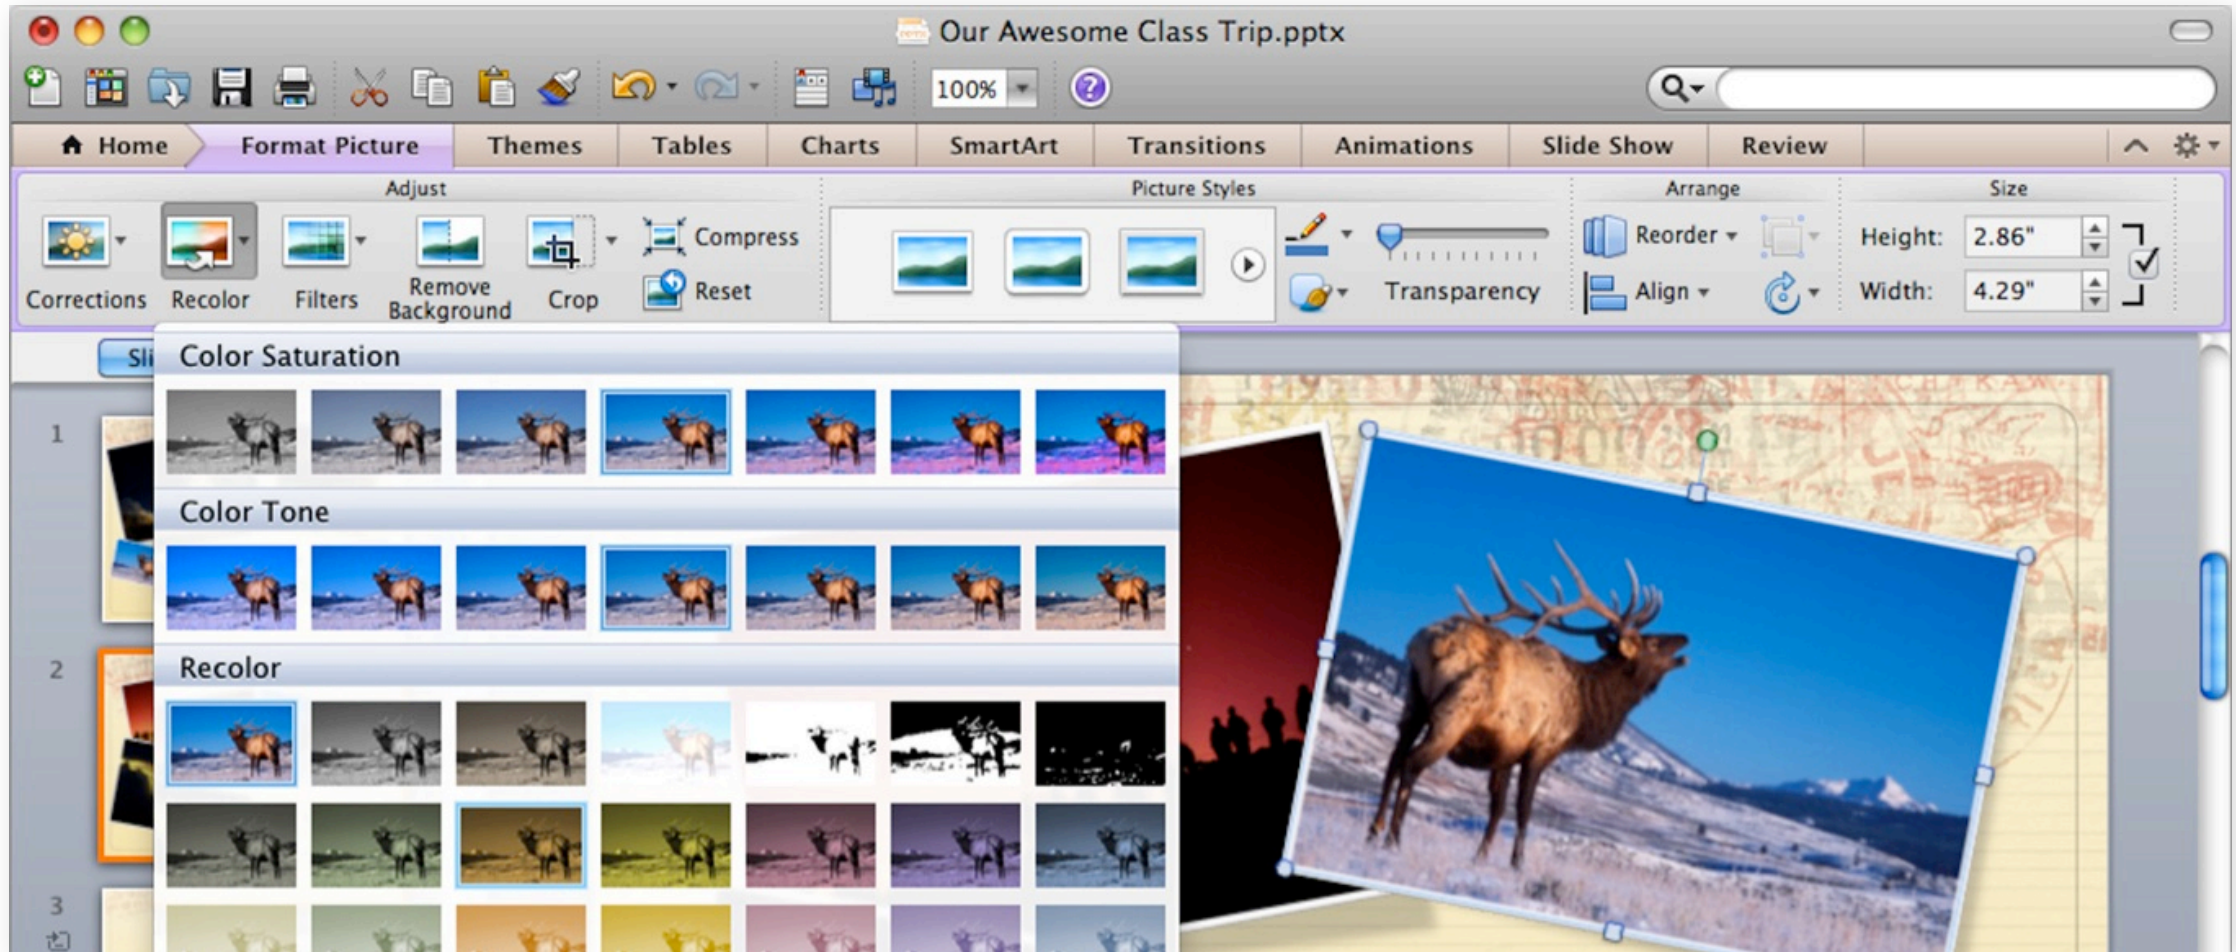 Our Awesome Class Trip.pptx
100%
Home Format Picture Themes Tables Charts SmartArt Transitions Animations Slide Show Review
Adjust Picture Styles Arrange Size
Corrections Recolor Filters Remove Background Crop
Compress
Reset
Transparency
Reorder
Align
Height: 2.86"
Width: 4.29"
Sli
Color Saturation
1
Color Tone
2
Recolor
3